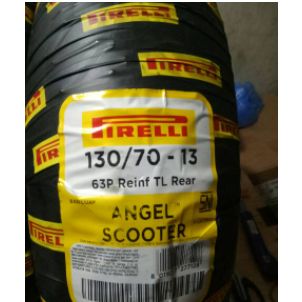 PIRELLI
130/70 - 13
63P Reinf TL Rear
ANGEL
SCOOTER
PIRELLI
PIRELLI
PIRELLI
PIRELLI